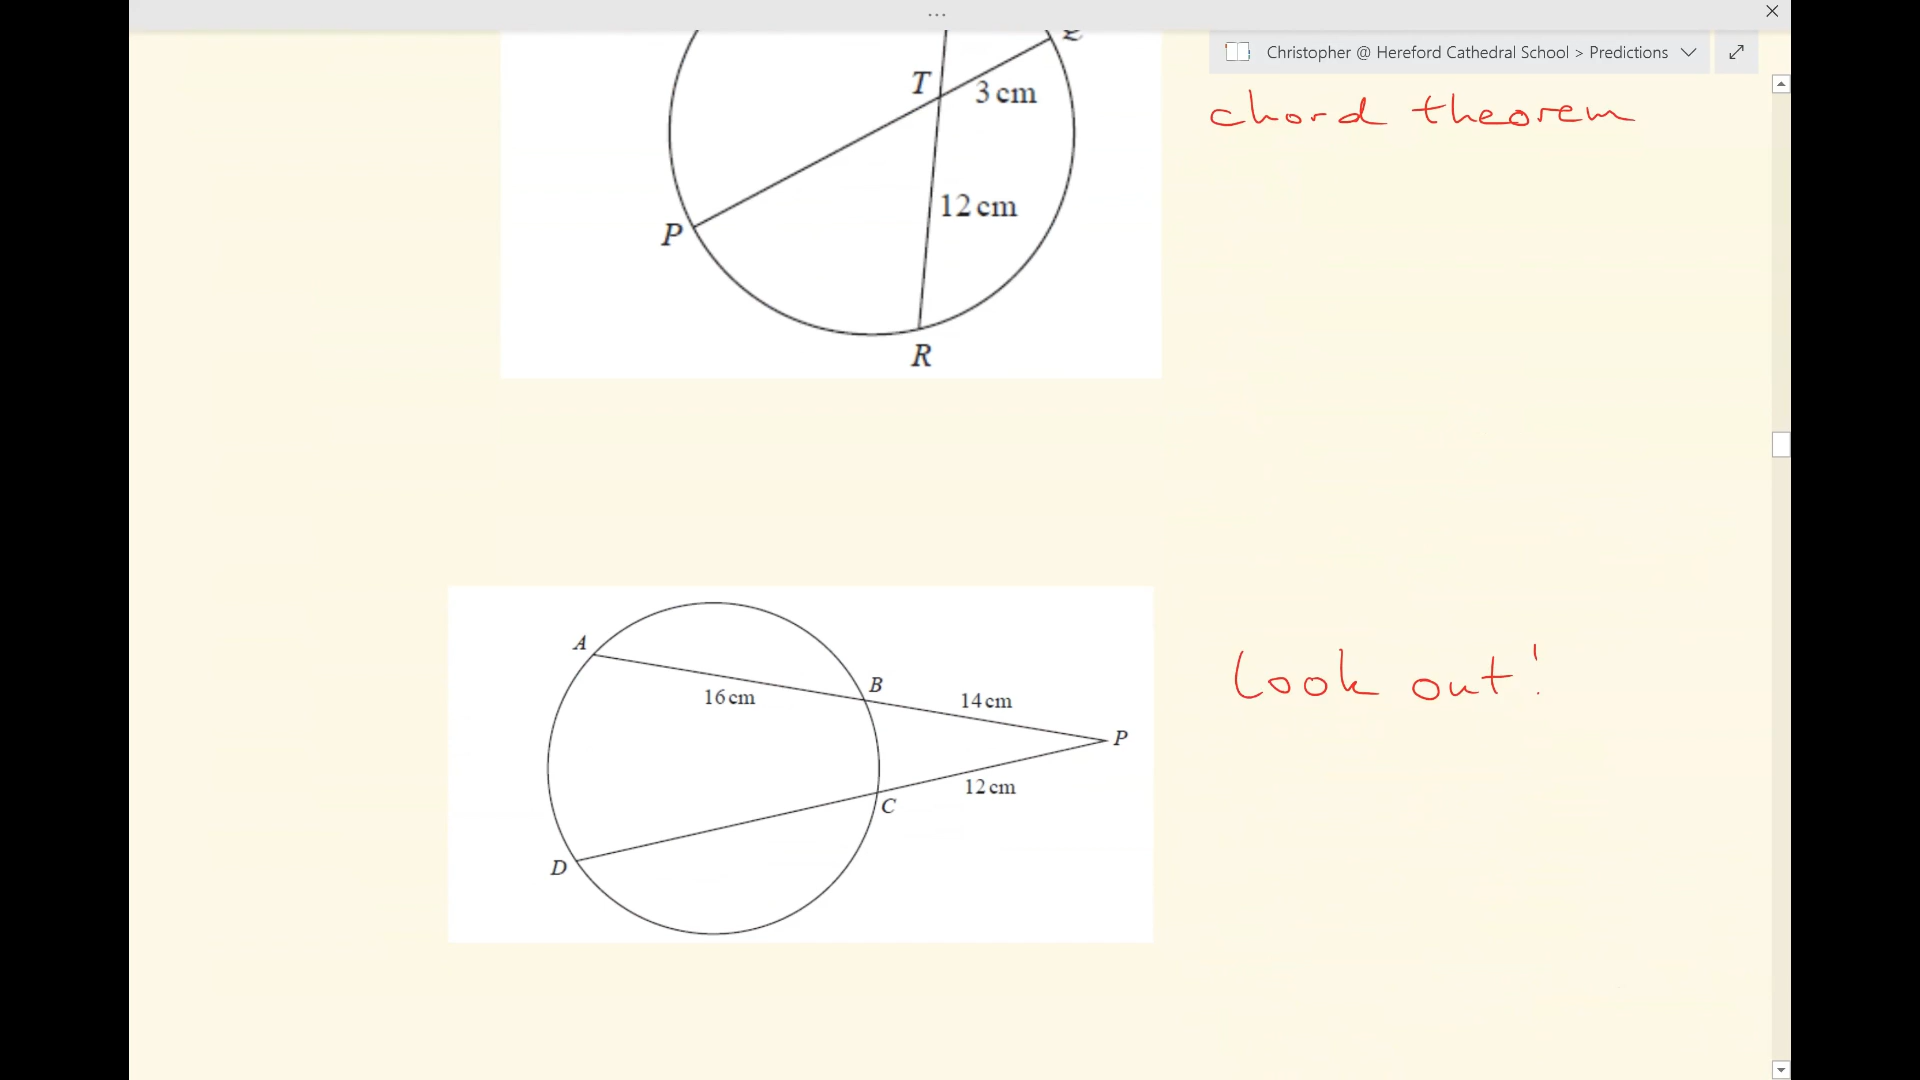 ...
Q
Christopher @ Hereford Cathedral School > Predictions
T
3 cm
chord theorem
12 cm
P
R
A
B
16 cm
14 cm
look out!
P
12 cm
C
D